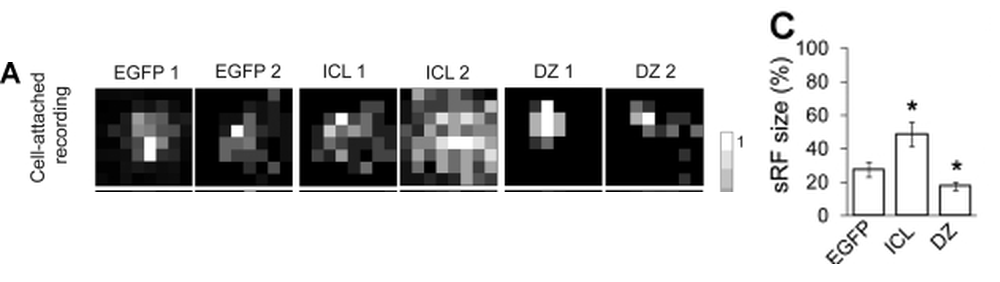 A
Cell-attached
recording
EGFP 1
EGFP 2
ICL 1
ICL 2
DZ 1
DZ 2
1
C
sRF size (%)
100
80
60
40
20
0
*
*
EGFP
ICL
DZ